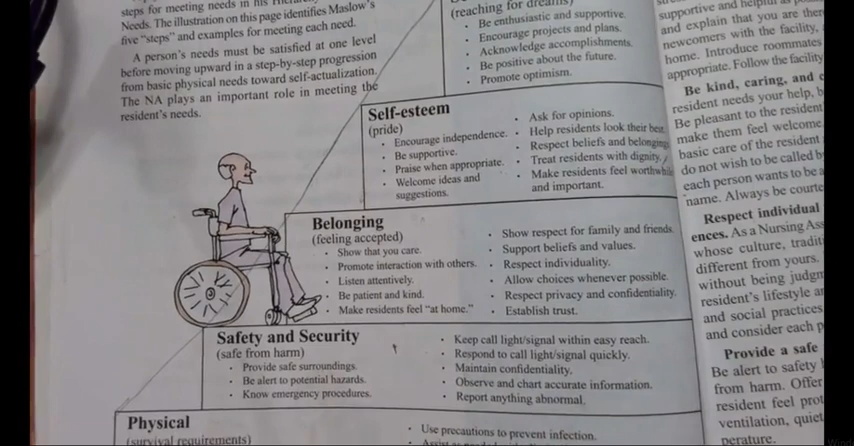 steps for meeting needs in his
Needs. The illustration on this page identifies Maslow's
five "steps" and examples for meeting each need.
A person's needs must be satisfied at one level
before moving upward in a step-by-step progression
from basic physical needs toward self-actualization.
The NA plays an important role in meeting the
resident's needs.
(reaching for dreams)
• Be enthusiastic and supportive.
• Encourage projects and plans.
• Acknowledge accomplishments.
• Be positive about the future.
• Promote optimism.
Self-esteem
(pride)
• Encourage independence.
• Be supportive.
• Praise when appropriate.
• Welcome ideas and
suggestions.
• Ask for opinions.
• Help residents look their best.
• Respect beliefs and belongings
• Treat residents with dignity.
• Make residents feel worthwhile
and important.
Belonging
(feeling accepted)
• Show that you care.
• Promote interaction with others.
• Listen attentively.
• Be patient and kind.
• Make residents feel "at home."
• Show respect for family and friends.
• Support beliefs and values.
• Respect individuality.
• Allow choices whenever possible.
• Respect privacy and confidentiality.
• Establish trust.
Safety and Security
(safe from harm)
• Provide safe surroundings.
• Be alert to potential hazards.
• Know emergency procedures.
• Keep call light/signal within easy reach.
• Respond to call light/signal quickly.
• Maintain confidentiality.
• Observe and chart accurate information.
• Report anything abnormal.
Physical
(survival requirements)
• Use precautions to prevent infection.
supportive and helpful as
and explain that you are
newcomers with the facility,
home. Introduce roommates
appropriate. Follow the facility
Be kind, caring, and
resident needs your help,
Be pleasant to the resident
make them feel welcome.
basic care of the resident
do not wish to be called
each person wants to be a
name. Always be
Respect individual
ences. As a Nursing
whose culture,
different from yours.
without being
resident's lifestyle
and social practices
and consider each
Provide a safe
Be alert to safety
from harm. Offer
resident feel
ventilation, quiet
perature.